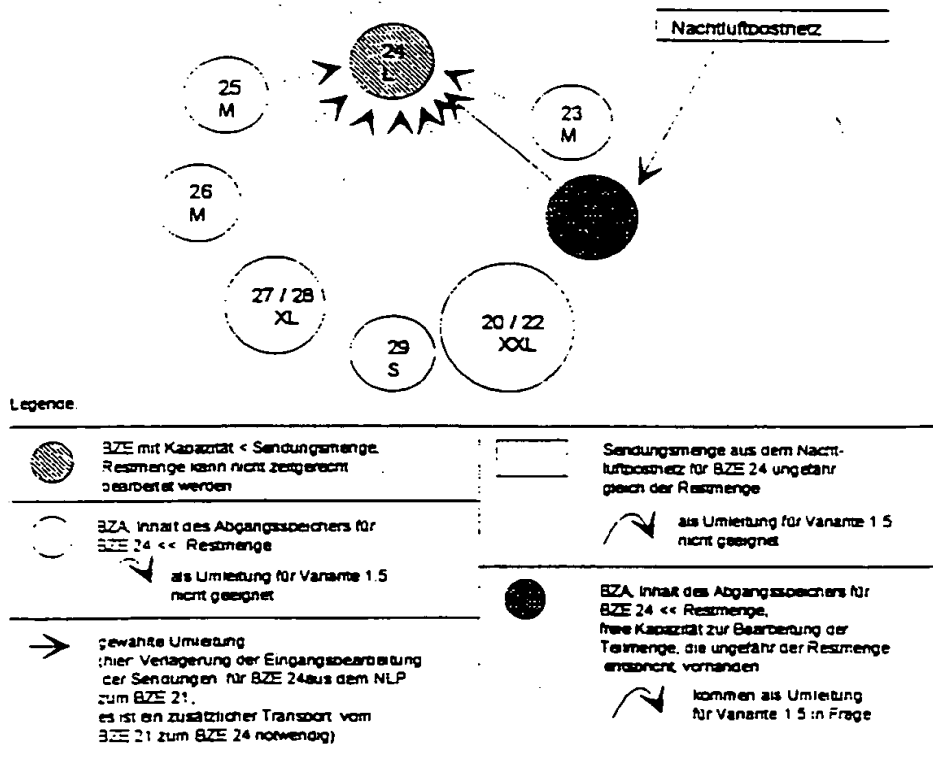 Nachtluftpostnetz
24
L
25
M
23
M
26
M
27 / 28
XL
20 / 22
XXL
29
S
Legende.
BZE mit Kapazität < Sendungsmenge.
Restmenge kann nicht zeitgerecht
bearbeitet werden
BZA, Inhalt des Abgangsspeichers für
BZE 24 << Restmenge
als Umleitung für Variante 1.5
nicht geeignet
gewählte Umleitung
(hier Verlagerung der Eingangsbearbeitung
der Sendungen für BZE 24aus dem NLP
zum BZE 21,
es ist ein zusätzlicher Transport vom
BZE 21 zum BZE 24 notwendig)
Sendungsmenge aus dem Nacht-
luftpostnetz für BZE 24 ungefähr
gleich der Restmenge
als Umleitung für Variante 1.5
nicht geeignet
BZA, Inhalt des Abgangsspeichers für
BZE 24 << Restmenge,
freie Kapazität zur Bearbeitung der
Teilmenge, die ungefähr der Restmenge
entspricht, vorhanden
kommen als Umleitung
für Variante 1.5 in Frage